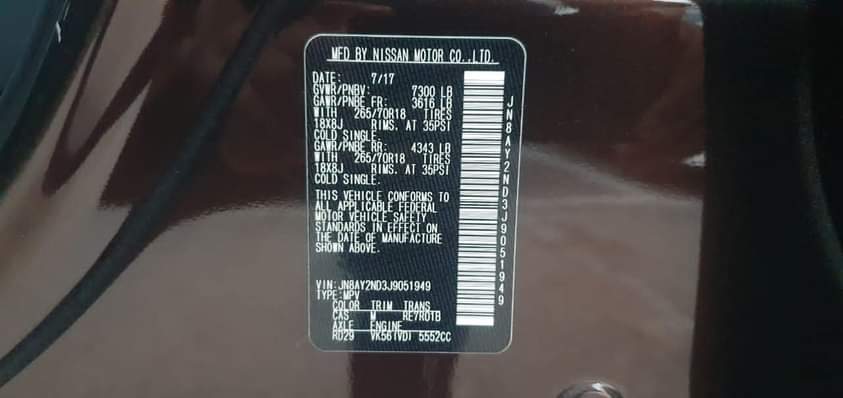 MFD BY NISSAN MOTOR CO.,LTD.
DATE: 7/17
GVWR/PNBV: 7300 LB
GAWR/PNBE FR: 3616 LB
WITH 265/70R18 TIRES
18X8J RIMS. AT 35PSI
COLD SINGLE.
GAWR/PNBE RR: 4343 LB
WITH 265/70R18 TIRES
18X8J RIMS. AT 35PSI
COLD SINGLE.
THIS VEHICLE CONFORMS TO
ALL APPLICABLE FEDERAL
MOTOR VEHICLE SAFETY
STANDARDS IN EFFECT ON
THE DATE OF MANUFACTURE
SHOWN ABOVE.
VIN:JN8AY2ND3J9051949
TYPE:MPV
COLOR TRIM TRANS
CAS M RE7R01B
AXLE ENGINE
RD29 VK56(VD) 5552CC
JN8AY2ND3J9051949